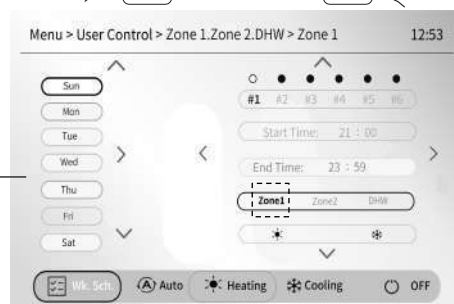 Menu > User Control > Zone 1.Zone 2.DHW > Zone 1 12:53
Sun
Mon
Tue
Wed
Thu
Fri
Sat
#1 #2 #3 #4 #5 #6
Start Time: 21 : 00
End Time: 23 : 59
Zone1 Zone2 DHW
Wk. Sch. Auto Heating Cooling OFF